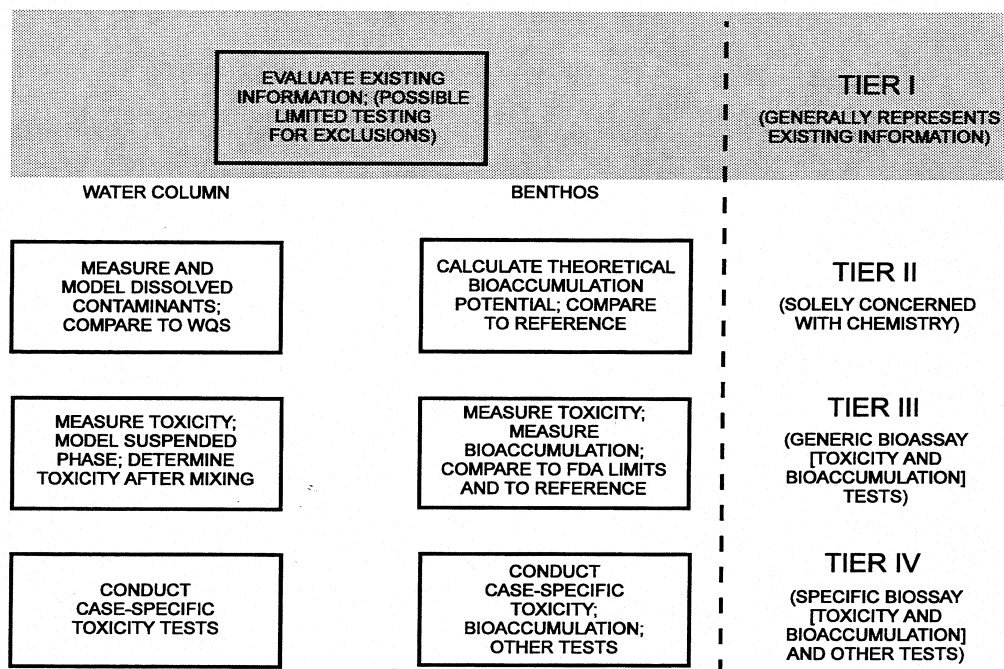 EVALUATE EXISTING
INFORMATION; (POSSIBLE
LIMITED TESTING
FOR EXCLUSIONS)
TIER I
(GENERALLY REPRESENTS
EXISTING INFORMATION)
WATER COLUMN
BENTHOS
MEASURE AND
MODEL DISSOLVED
CONTAMINANTS;
COMPARE TO WQS
CALCULATE THEORETICAL
BIOACCUMULATION
POTENTIAL; COMPARE
TO REFERENCE
TIER II
(SOLELY CONCERNED
WITH CHEMISTRY)
MEASURE TOXICITY;
MODEL SUSPENDED
PHASE; DETERMINE
TOXICITY AFTER MIXING
MEASURE TOXICITY;
MEASURE
BIOACCUMULATION;
COMPARE TO FDA LIMITS
AND TO REFERENCE
TIER III
(GENERIC BIOASSAY
[TOXICITY AND
BIOACCUMULATION]
TESTS)
CONDUCT
CASE-SPECIFIC
TOXICITY TESTS
CONDUCT
CASE-SPECIFIC
TOXICITY;
BIOACCUMULATION;
OTHER TESTS
TIER IV
(SPECIFIC BIOSSAY
[TOXICITY AND
BIOACCUMULATION]
AND OTHER TESTS)